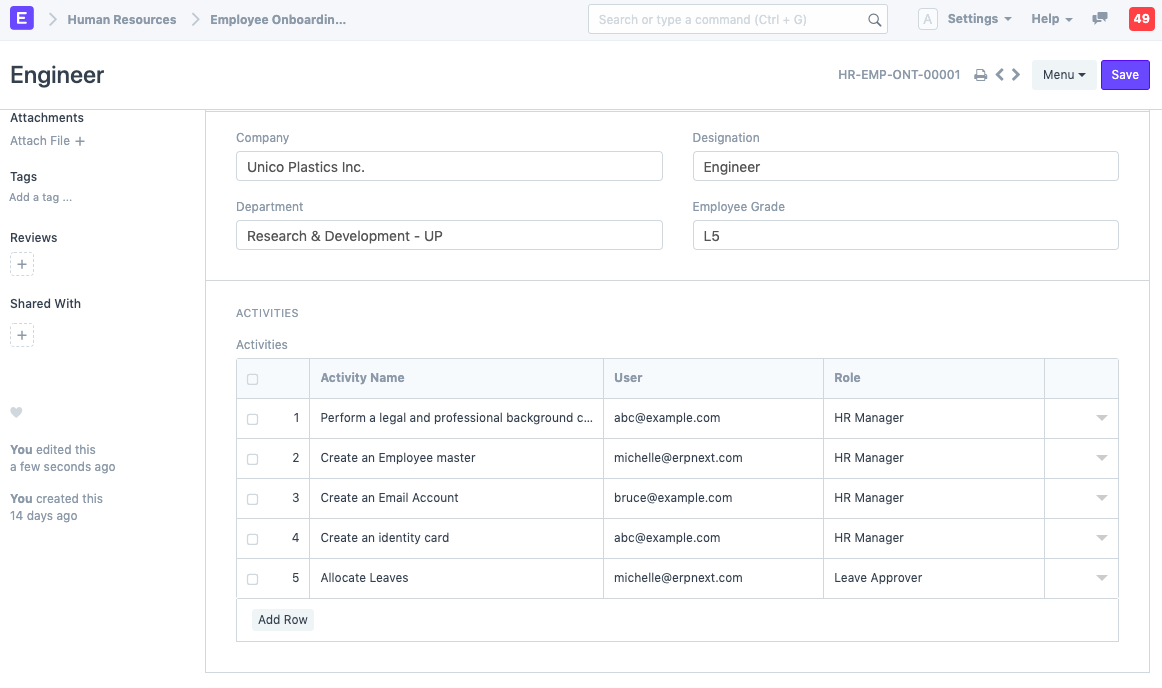 E Human Resources Employee Onboardin... Search or type a command (Ctrl + G) A Settings Help 49
Engineer HR-EMP-ONT-00001 Menu Save
Attachments
Attach File +
Tags
Add a tag ...
Reviews
+
Shared With
+
You edited this
a few seconds ago
You created this
14 days ago
Company Designation
Unico Plastics Inc. Engineer
Department Employee Grade
Research & Development - UP L5
ACTIVITIES
Activities
Activity Name User Role
1 Perform a legal and professional background c... abc@example.com HR Manager
2 Create an Employee master michelle@erpnext.com HR Manager
3 Create an Email Account bruce@example.com HR Manager
4 Create an identity card abc@example.com HR Manager
5 Allocate Leaves michelle@erpnext.com Leave Approver
Add Row